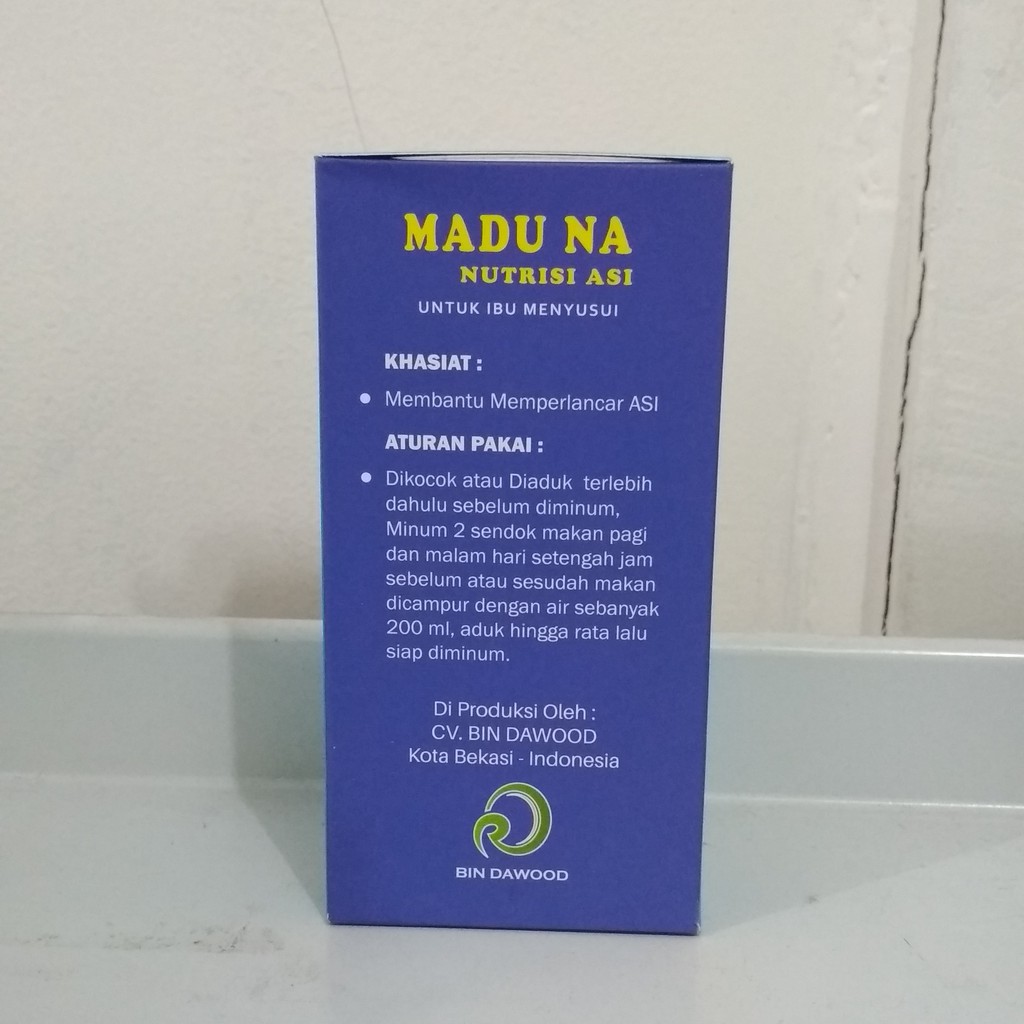 MADU NA
NUTRISI ASI
UNTUK IBU MENYUSUI
KHASIAT :
● Membantu Memperlancar ASI
ATURAN PAKAI :
● Dikocok atau Diaduk terlebih
dahulu sebelum diminum,
Minum 2 sendok makan pagi
dan malam hari setengah jam
sebelum atau sesudah makan
dicampur dengan air sebanyak
200 ml, aduk hingga rata lalu
siap diminum.
Di Produksi Oleh :
CV. BIN DAWOOD
Kota Bekasi - Indonesia
BIN DAWOOD